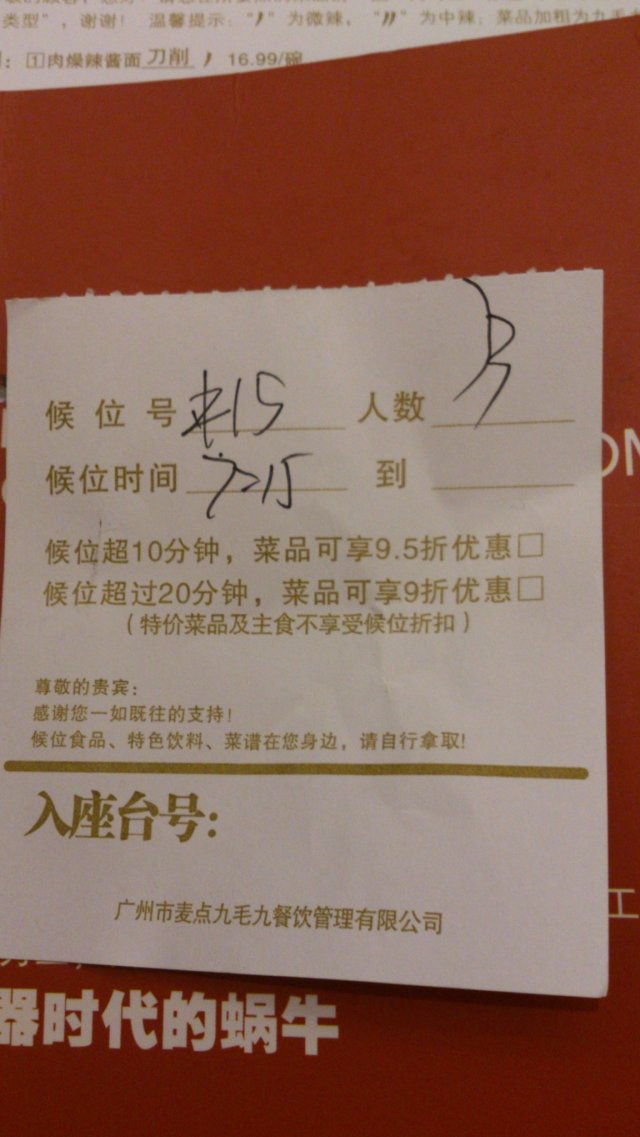 类型”，谢谢！ 温馨提示：“ ”为微辣，“ ”为中辣；菜品加粗为九毛
：①肉燥辣酱面 刀削 16.99/碗
候位号 15 人数
候位时间 7:15 到
候位超10分钟，菜品可享9.5折优惠□
候位超过20分钟，菜品可享9折优惠□
（特价菜品及主食不享受候位折扣）
尊敬的贵宾：
感谢您一如既往的支持！
候位食品、特色饮料、菜谱在您身边，请自行拿取！
入座台号：
广州市麦点九毛九餐饮管理有限公司
工
器时代的蜗牛